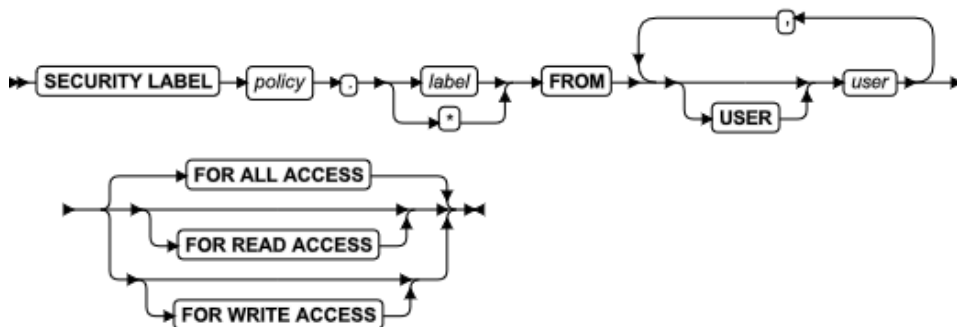 ,
SECURITY LABEL policy . label FROM user
* USER
FOR ALL ACCESS
FOR READ ACCESS
FOR WRITE ACCESS